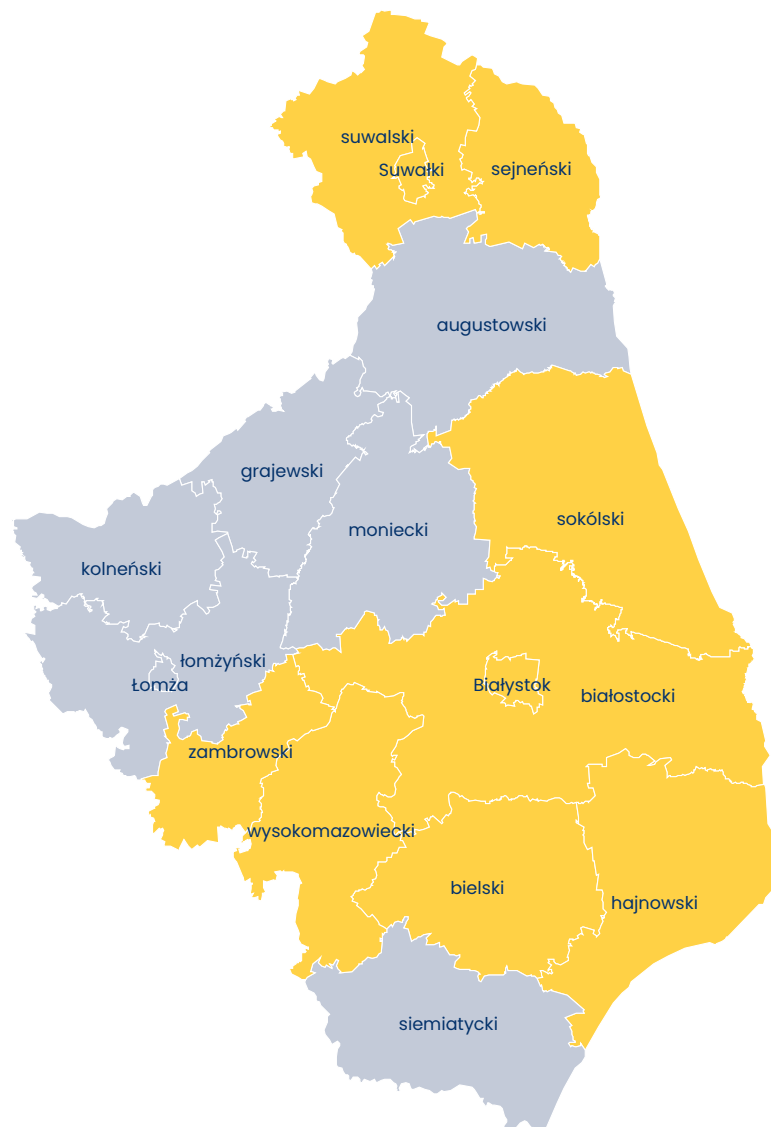 suwalski
Suwałki
sejneński
augustowski
grajewski
sokólski
moniecki
kolneński
łomżyński
Łomża
Białystok
białostocki
zambrowski
wysokomazowiecki
bielski
hajnowski
siemiatycki